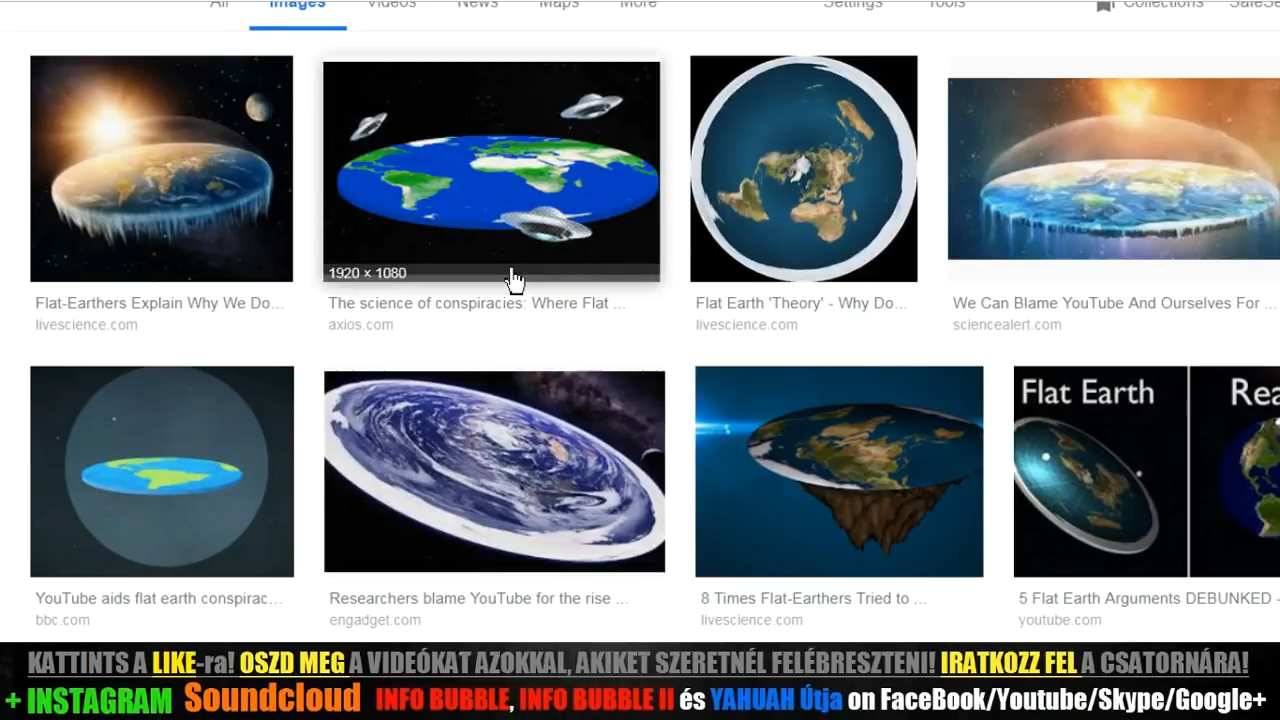 All Images Videos News Maps More Settings Tools Collections SafeSe
1920 × 1080
Flat-Earthers Explain Why We Do...
livescience.com
The science of conspiracies: Where Flat ...
axios.com
Flat Earth 'Theory' - Why Do...
livescience.com
We Can Blame YouTube And Ourselves For ...
sciencealert.com
Flat Earth
Rea
YouTube aids flat earth conspirac...
bbc.com
Researchers blame YouTube for the rise ...
engadget.com
8 Times Flat-Earthers Tried to ...
livescience.com
5 Flat Earth Arguments DEBUNKED -
youtube.com
KATTINTS A LIKE-ra! OSZD MEG A VIDEÓKAT AZOKKAL, AKIKET SZERETNÉL FELÉBRESZTENI! IRATKOZZ FEL A CSATORNÁRA!
+ INSTAGRAM Soundcloud INFO BUBBLE, INFO BUBBLE II és YAHUAH Útja on FaceBook/Youtube/Skype/Google+